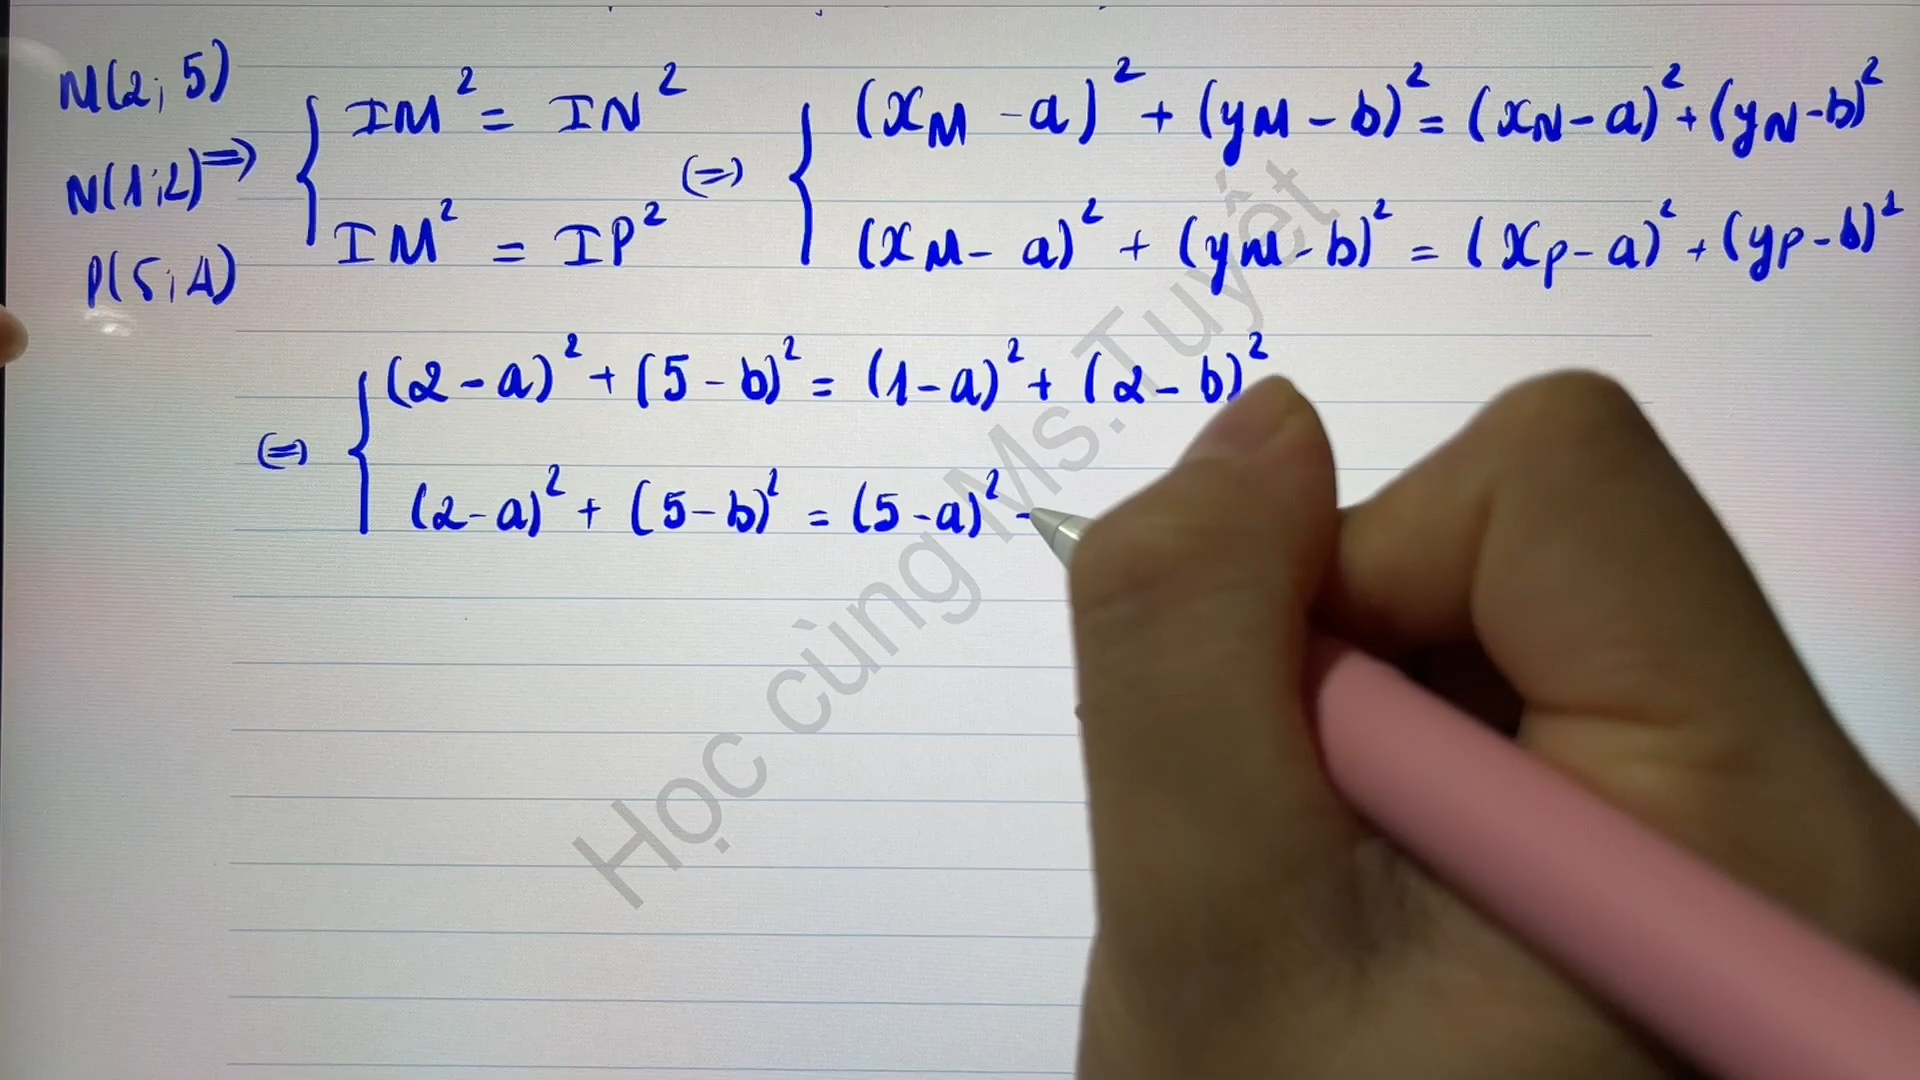 M(2; 5)
N(1; 2) ⇒ { IM² = IN² (=) { (x_M - a)² + (y_M - b)² = (x_N - a)² + (y_N - b)²
P(5; 4) IM² = IP² (x_M - a)² + (y_M - b)² = (x_P - a)² + (y_P - b)²
(=) { (2 - a)² + (5 - b)² = (1 - a)² + (2 - b)²
(2 - a)² + (5 - b)² = (5 - a)² -
Học cùng Ms.Tuyết